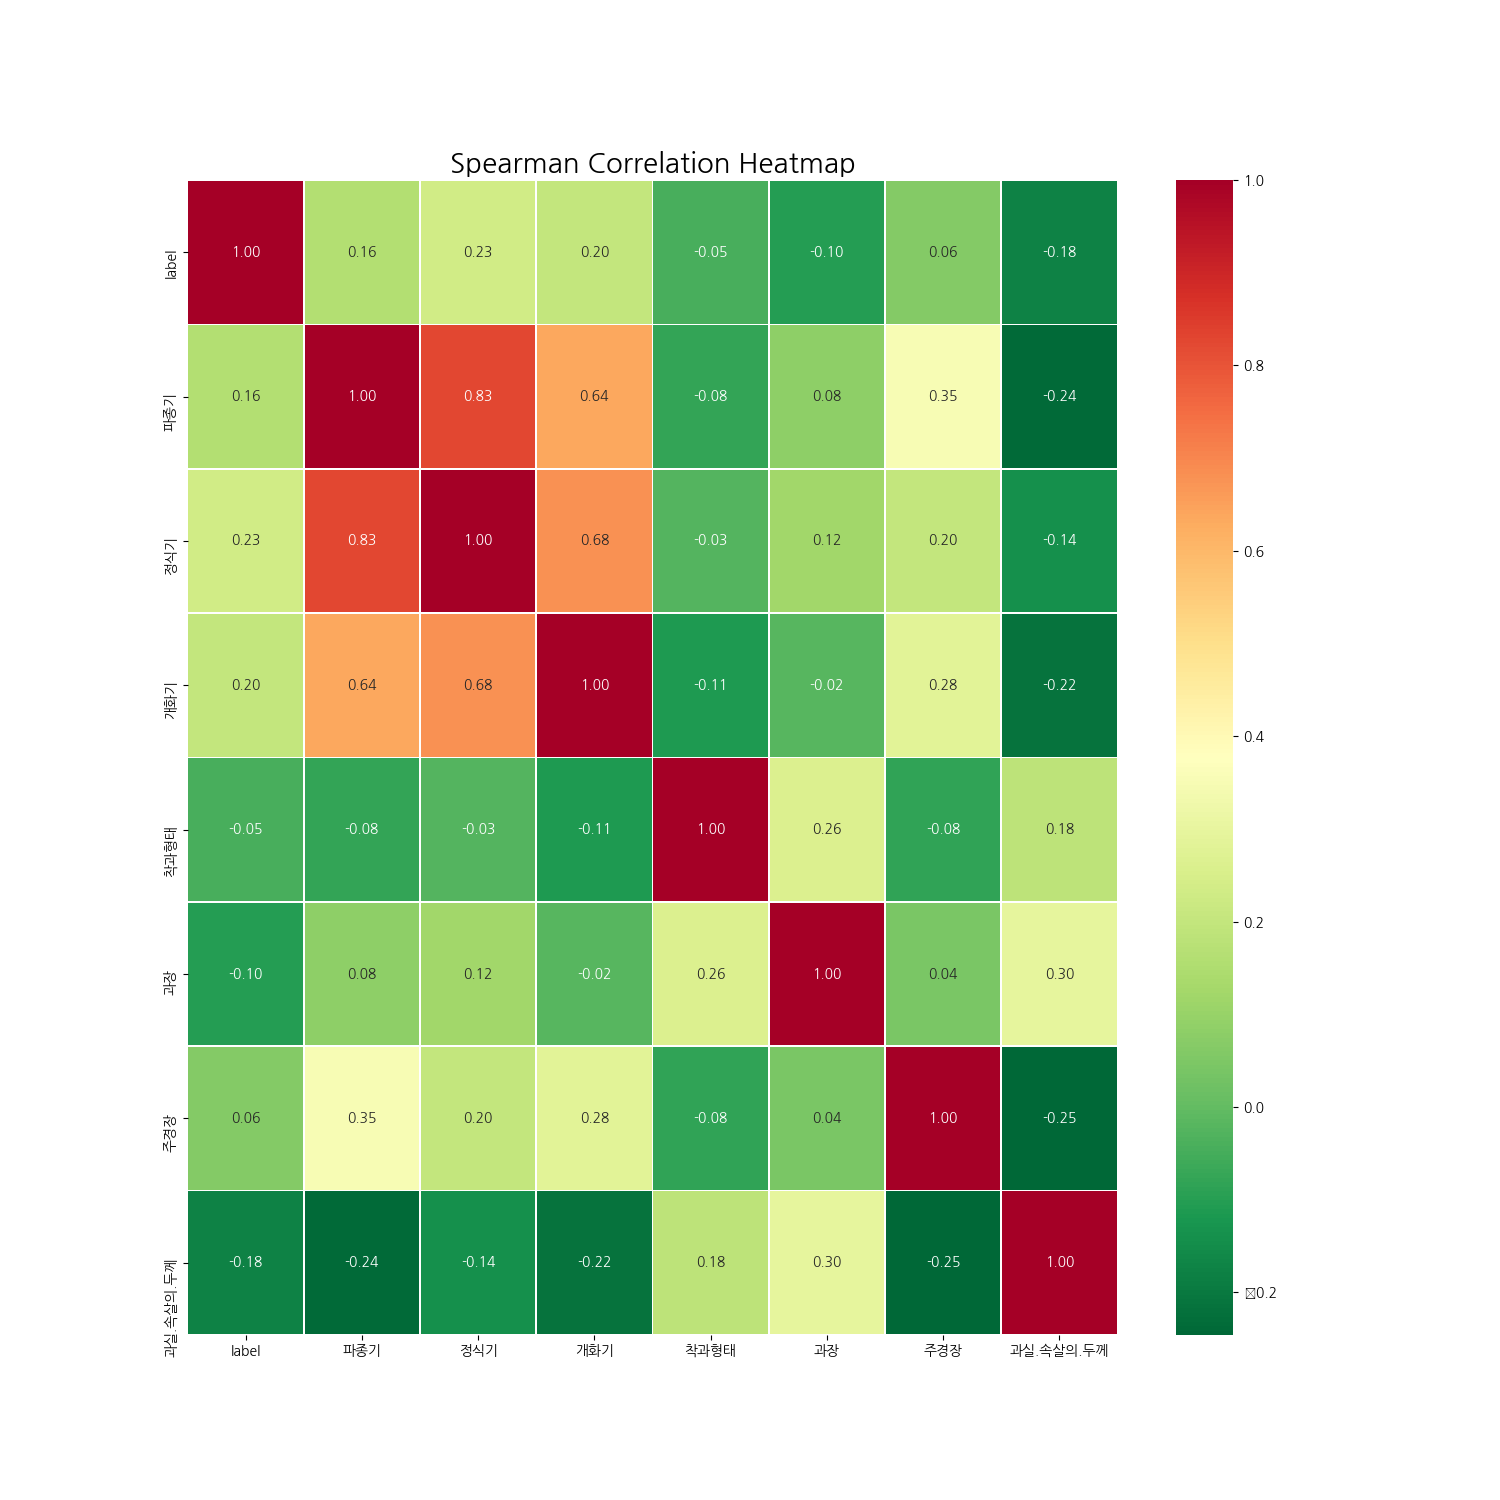 Spearman Correlation Heatmap
label 1.00 0.16 0.23 0.20 -0.05 -0.10 0.06 -0.18
파종기 0.16 1.00 0.83 0.64 -0.08 0.08 0.35 -0.24
정식기 0.23 0.83 1.00 0.68 -0.03 0.12 0.20 -0.14
개화기 0.20 0.64 0.68 1.00 -0.11 -0.02 0.28 -0.22
착과형태 -0.05 -0.08 -0.03 -0.11 1.00 0.26 -0.08 0.18
과장 -0.10 0.08 0.12 -0.02 0.26 1.00 0.04 0.30
주경장 0.06 0.35 0.20 0.28 -0.08 0.04 1.00 -0.25
과실.속살의.두께 -0.18 -0.24 -0.14 -0.22 0.18 0.30 -0.25 1.00
label 파종기 정식기 개화기 착과형태 과장 주경장 과실.속살의.두께
1.0
0.8
0.6
0.4
0.2
0.0
0.2